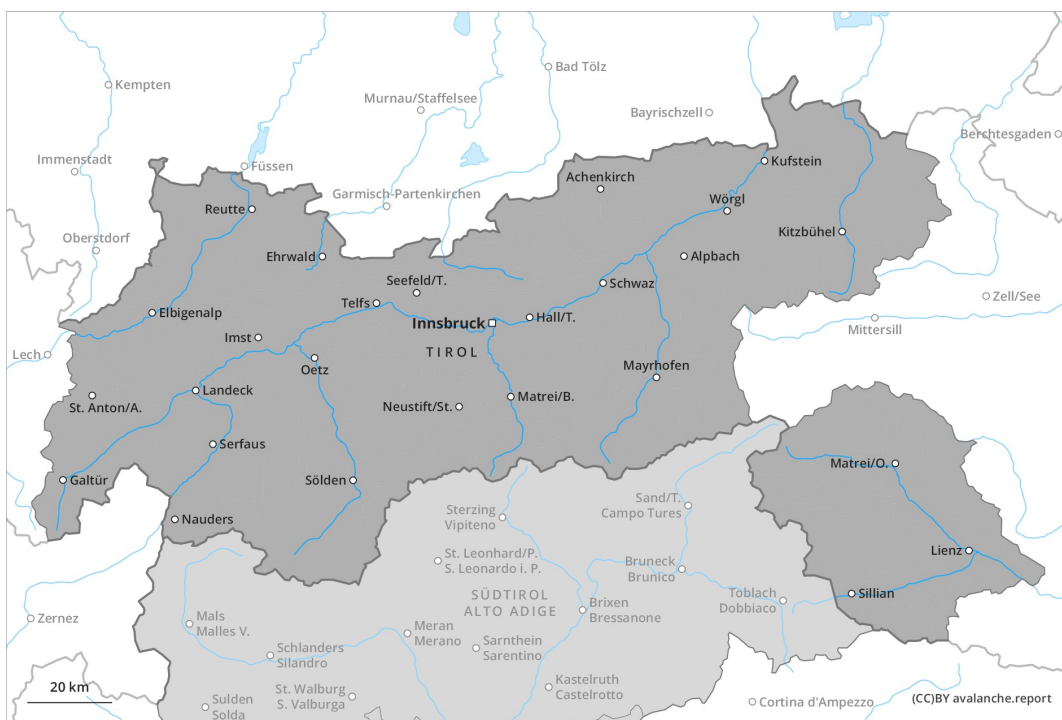 Kempten
Bad Tölz
Murnau/Staffelsee
Bayrischzell
Berchtesgaden
Immenstadt
Füssen
Kufstein
Achenkirch
Garmisch-Partenkirchen
Wörgl
Reutte
Kitzbühel
Oberstdorf
Ehrwald
Alpbach
Seefeld/T.
Schwaz
Zell/See
Telfs
Elbigenalp
Innsbruck
Hall/T.
Mittersill
Imst
TIROL
Lech
Oetz
Mayrhofen
Landeck
Matrei/B.
St. Anton/A.
Neustift/St.
Serfaus
Matrei/O.
Galtür
Sölden
Sand/T.
Campo Tures
Sterzing
Vipiteno
Nauders
Lienz
St. Leonhard/P.
S. Leonardo i. P.
Bruneck
Brunico
SÜDTIROL
ALTO ADIGE
Toblach
Dobbiaco
Sillian
Brixen
Bressanone
Zernez
Mals
Malles V.
Meran
Merano
Sarnthein
Sarentino
Schlanders
Silandro
20 km
St. Walburg
S. Valburga
Kastelruth
Castelrotto
Sulden
Solda
Cortina d'Ampezzo
(CC)BY avalanche.report